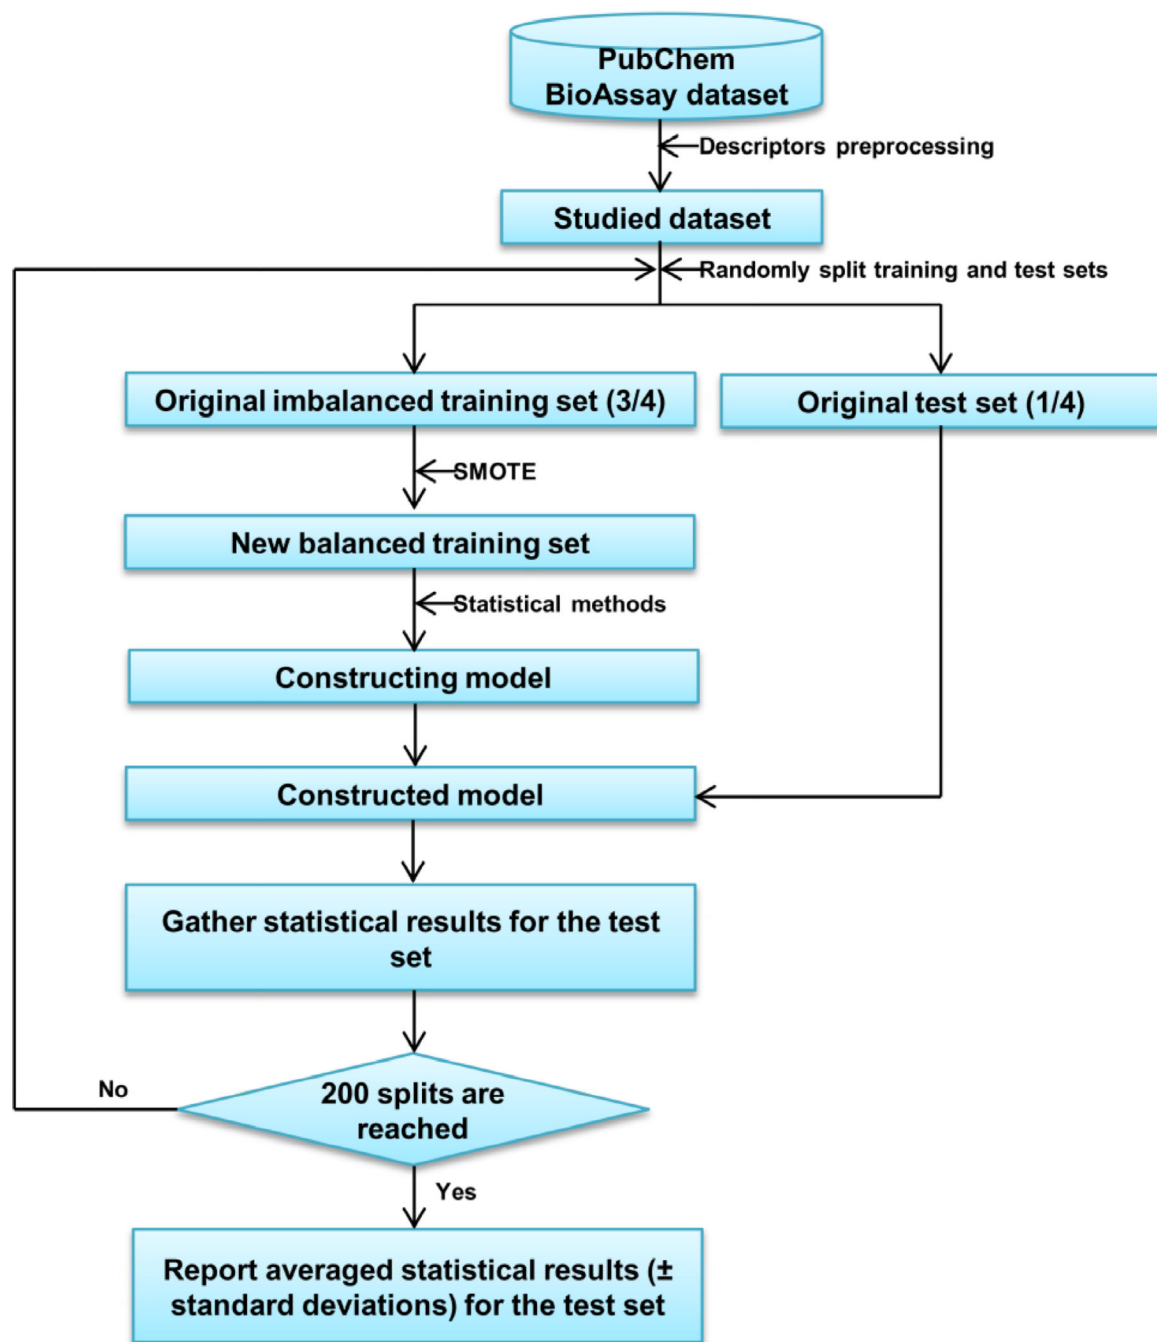 PubChem
BioAssay dataset
Descriptors preprocessing
Studied dataset
Randomly split training and test sets
Original imbalanced training set (3/4)
Original test set (1/4)
SMOTE
New balanced training set
Statistical methods
Constructing model
Constructed model
Gather statistical results for the test
set
200 splits are
reached
No
Yes
Report averaged statistical results (±
standard deviations) for the test set